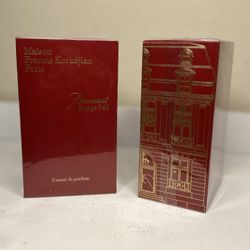 Maison
Francis Kurkdjian
Paris
Baccarat
Rouge 540
Extrait de parfum